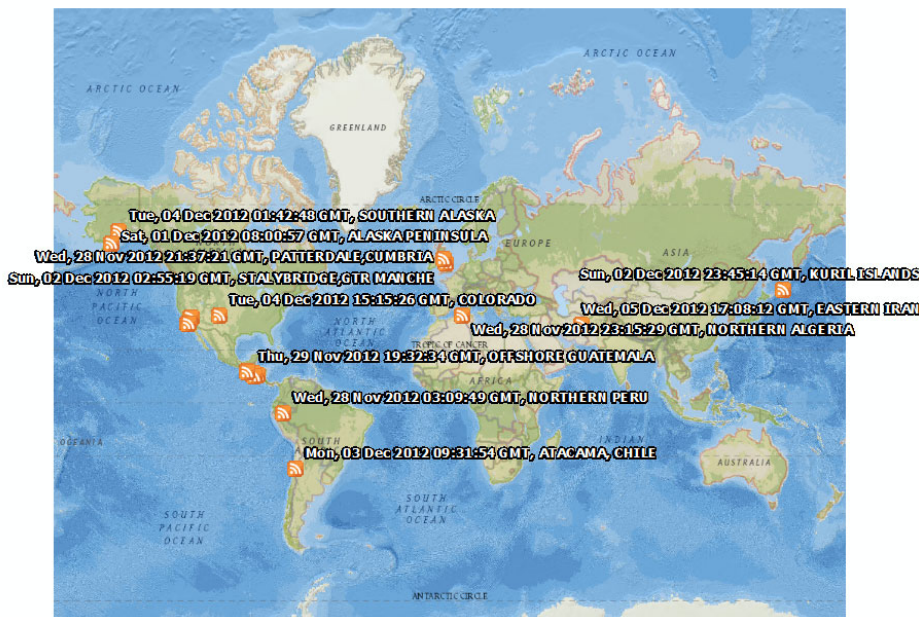 ARCTIC OCEAN
ARCTIC OCEAN
GREENLAND
ARCTIC CIRCLE
Tue, 04 Dec 2012 01:42:48 GMT, SOUTHERN ALASKA
Sat, 01 Dec 2012 08:00:57 GMT, ALASKA PENINSULA
EUROPE
ASIA
Wed, 28 Nov 2012 21:37:21 GMT, PATTERDALE,CUMBRIA
Sun, 02 Dec 2012 02:55:19 GMT, STALYBRIDGE,GTR MANCHE
Sun, 02 Dec 2012 23:45:14 GMT, KURIL ISLANDS
NORTH
PACIFIC
OCEAN
Tue, 04 Dec 2012 15:15:26 GMT, COLORADO
Wed, 05 Dec 2012 17:08:12 GMT, EASTERN IRAN
NORTH
ATLANTIC
OCEAN
Wed, 28 Nov 2012 23:15:29 GMT, NORTHERN ALGERIA
TROPIC OF CANCER
Thu, 29 Nov 2012 19:32:34 GMT, OFFSHORE GUATEMALA
AFRICA
Wed, 28 Nov 2012 03:09:49 GMT, NORTHERN PERU
OCEANIA
SOUTH
INDIAN
Mon, 03 Dec 2012 09:31:54 GMT, ATACAMA, CHILE
AUSTRALIA
SOUTH
ATLANTIC
OCEAN
SOUTH
PACIFIC
OCEAN
ANTARCTIC CIRCLE